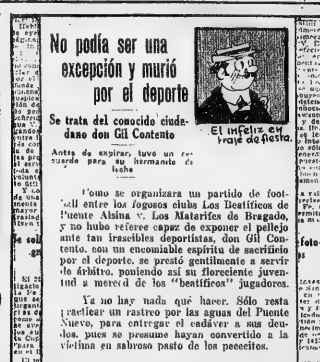 No podía ser una
excepción y murió
por el deporte
Se trata del conocido ciuda-
dano don Gil Contento
El infeliz en
traje de fiesta.
Antes de expirar, tuvo un re-
cuerdo para su hermanito de
leche
Como se organizara un partido de foot-
ball entre los fogosos clubs Los Beatíficos de
Puente Alsina v. Los Matarifes de Bragado,
y no hubo referee capaz de exponer el pellejo
ante tan irascibles deportistas, don Gil Con-
tento, con un encomiable espíritu de sacrificio
por el deporte, se prestó gentilmente a servir
de árbitro, poniendo así su floreciente juven-
tud a merced de los "beatíficos" jugadores.
Ya no hay nada que hacer. Sólo resta
practicar un rastreo por las aguas del Puente
Nuevo, para entregar el cadáver a sus deu-
dos, pues se presume hayan convertido a la
víctima en sabroso pasto de los pececitos.